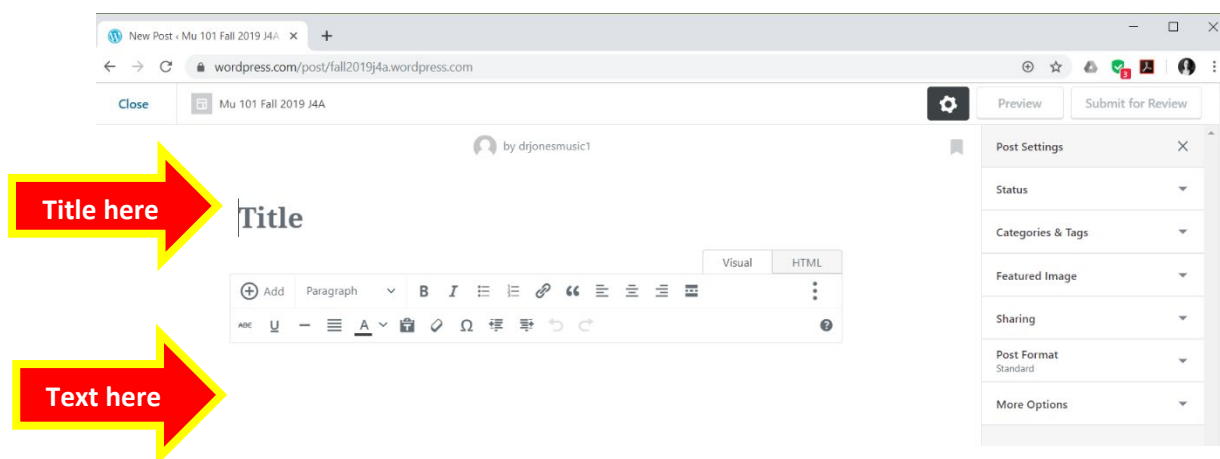 New Post ‹ Mu 101 Fall 2019 J4A
wordpress.com/post/fall2019j4a.wordpress.com
3
Close
Mu 101 Fall 2019 J4A
Preview
Submit for Review
by drjonesmusic1
Post Settings
Status
Title here
Title
Categories & Tags
Visual
HTML
Featured Image
Add
Paragraph
B
I
ABC
U
A
Ω
Sharing
Post Format
Standard
Text here
More Options